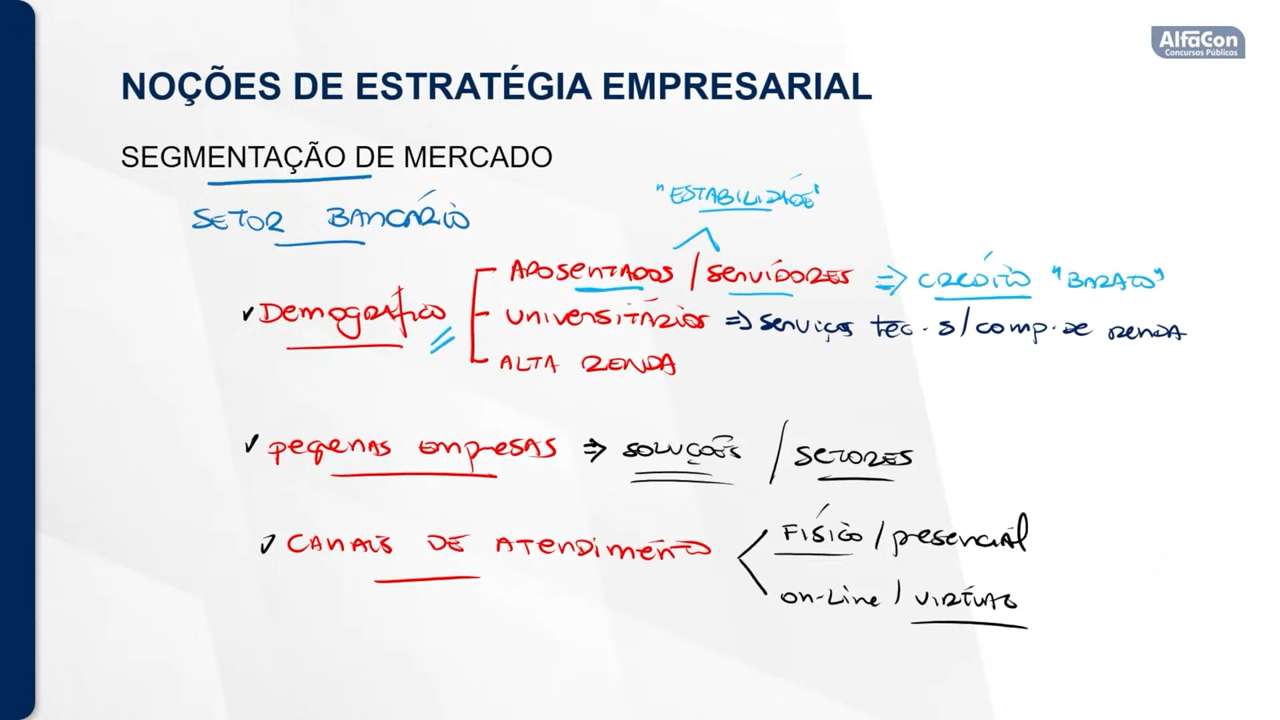 AlfaCon
Concursos Públicos
NOÇÕES DE ESTRATÉGIA EMPRESARIAL
SEGMENTAÇÃO DE MERCADO
"ESTABILIDADE"
SETOR BANCÁRIO
APOSENTADOS / SERVIDORES ⇒ CRÉDITO "BARATO"
✓ Demográfico
UNIVERSITÁRIOS ⇒ SERVIÇOS TEC. S/ COMP. DE RENDA
ALTA RENDA
✓ PEQUENAS EMPRESAS ⇒ SOLUÇÕES / SETORES
FÍSICO / presencial
✓ CANAIS DE ATENDIMENTO
ON-LINE / VIRTUAL